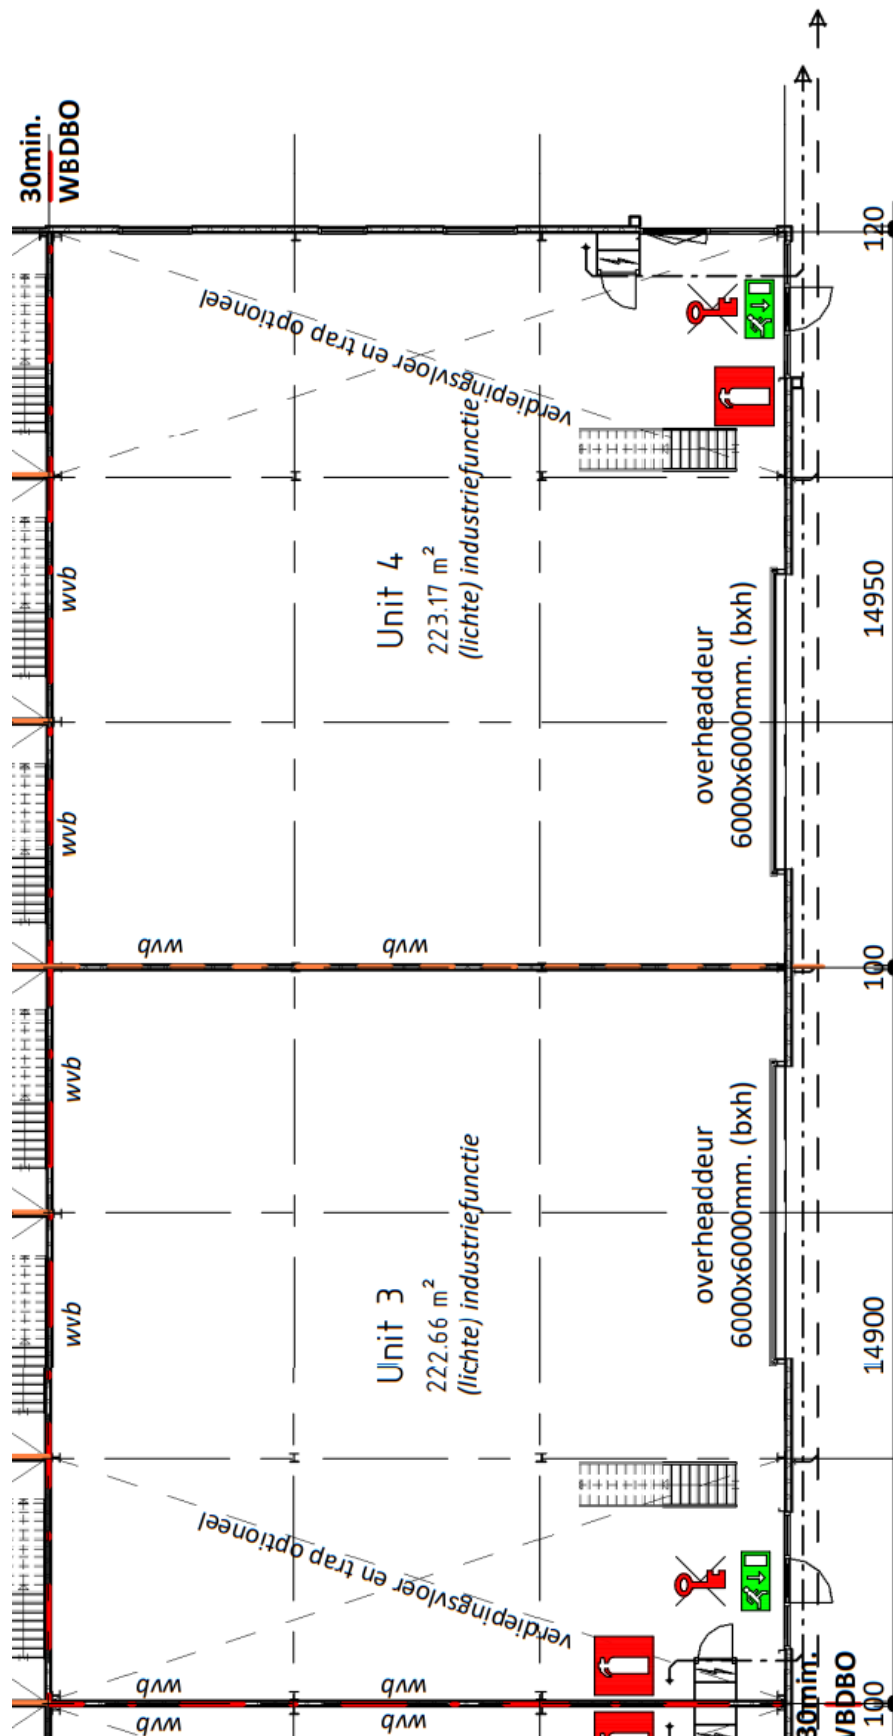 30min.
WBDBO
verdiepingsvloer en trap optioneel
120
Unit 4
223.17 m²
(lichte) industriefunctie
14950
overheaddeur
6000x6000mm. (bxh)
wvb
wvb
wvb
wvb
100
wvb
wvb
Unit 3
222.66 m²
(lichte) industriefunctie
overheaddeur
6000x6000mm. (bxh)
14900
verdiepingsvloer en trap optioneel
wvb
wvb
wvb
wvb
30min.
WBDBO
100